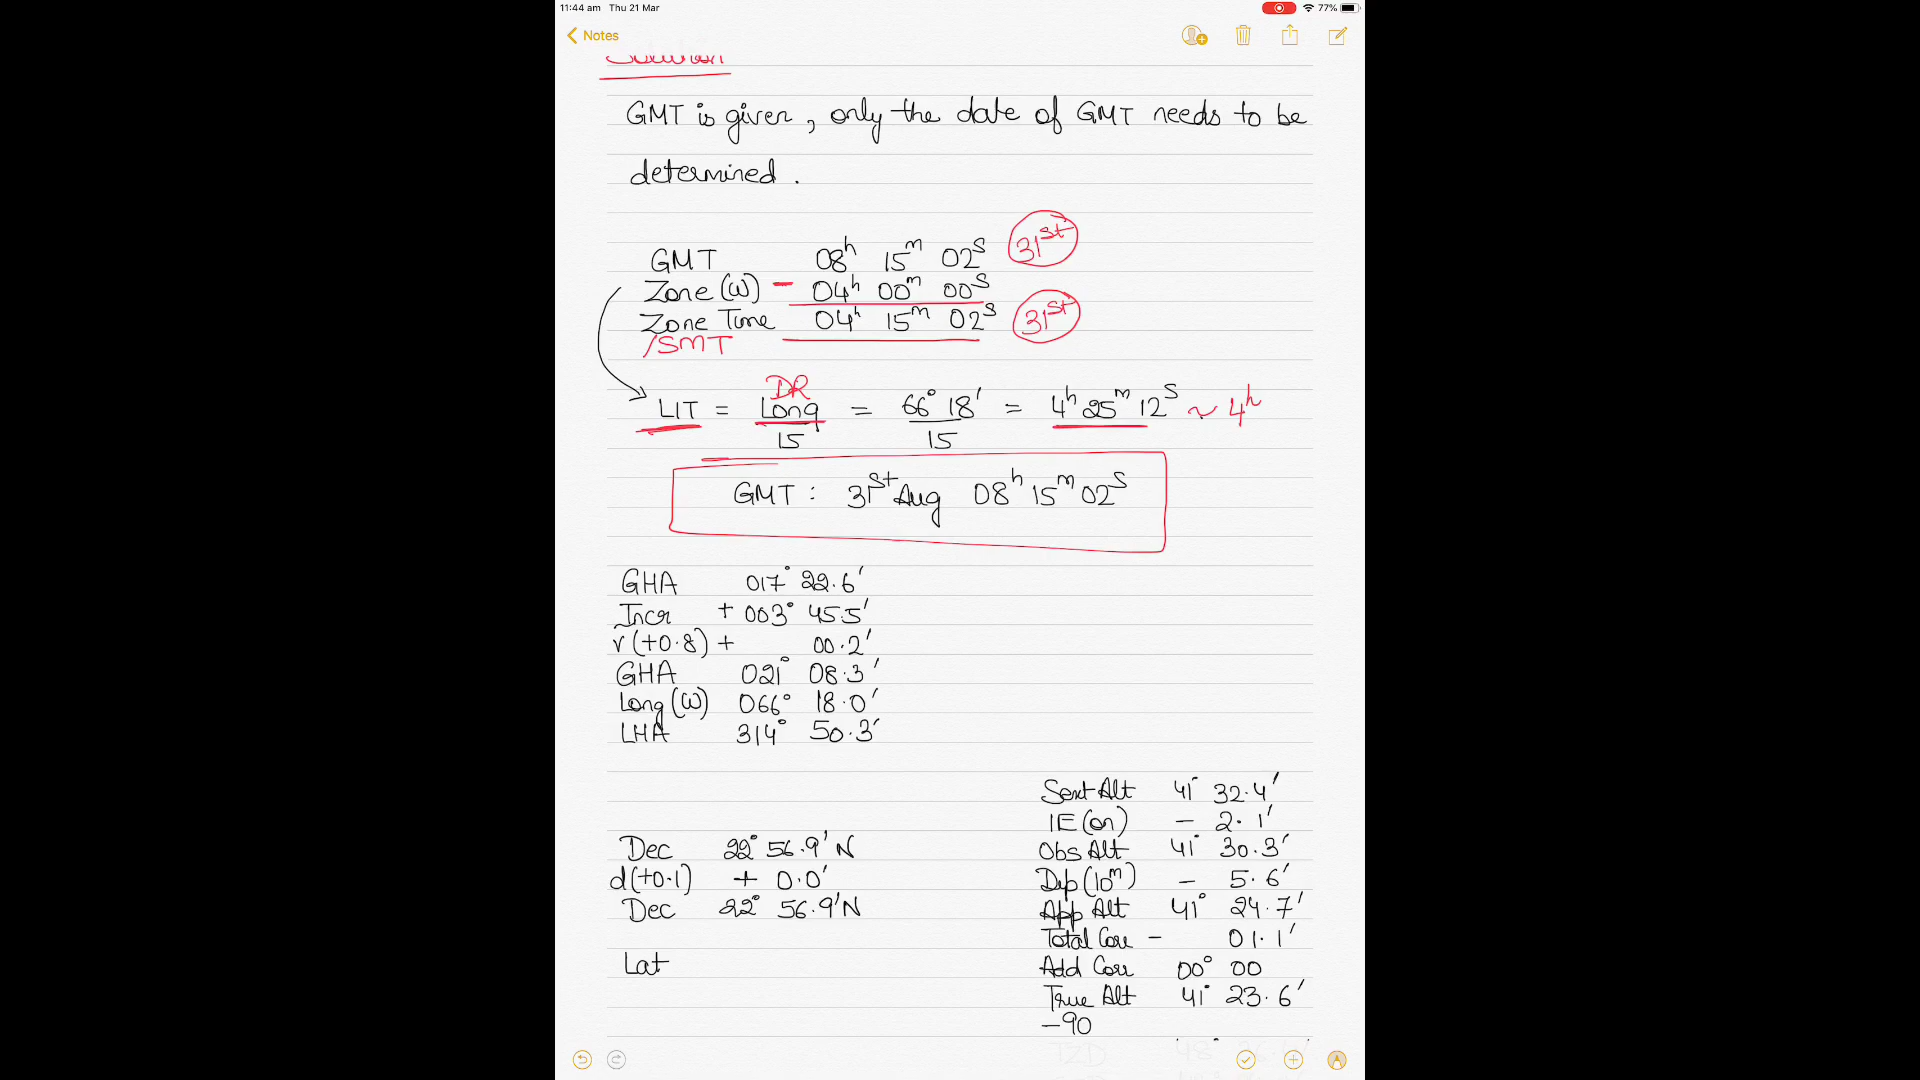 11:44 am Thu 21 Mar 77%
Notes
Solution
GMT is given, only the date of GMT needs to be
determined.
GMT 08h 15m 02s 31st
Zone (W) - 04h 00m 00s
Zone Time 04h 15m 02s 31st
/SMT
DR
LIT = Long = 66° 18' = 4h 25m 12s ~ 4h
15 15
GMT : 31st Aug 08h 15m 02s
GHA 017° 22.6'
Incr + 003° 45.5'
v (+0.8) + 00.2'
GHA 021° 08.3'
Long (W) 066° 18.0'
LHA 314° 50.3'
Sext Alt 41° 32.4'
IE (on) - 2.1'
Dec 22° 56.9' N Obs Alt 41° 30.3'
d (+0.1) + 0.0' Dip (10m) - 5.6'
Dec 22° 56.9' N App Alt 41° 24.7'
Total Corr - 01.1'
Lat Add Corr 00° 00
True Alt 41° 23.6'
-90
TZD 48°